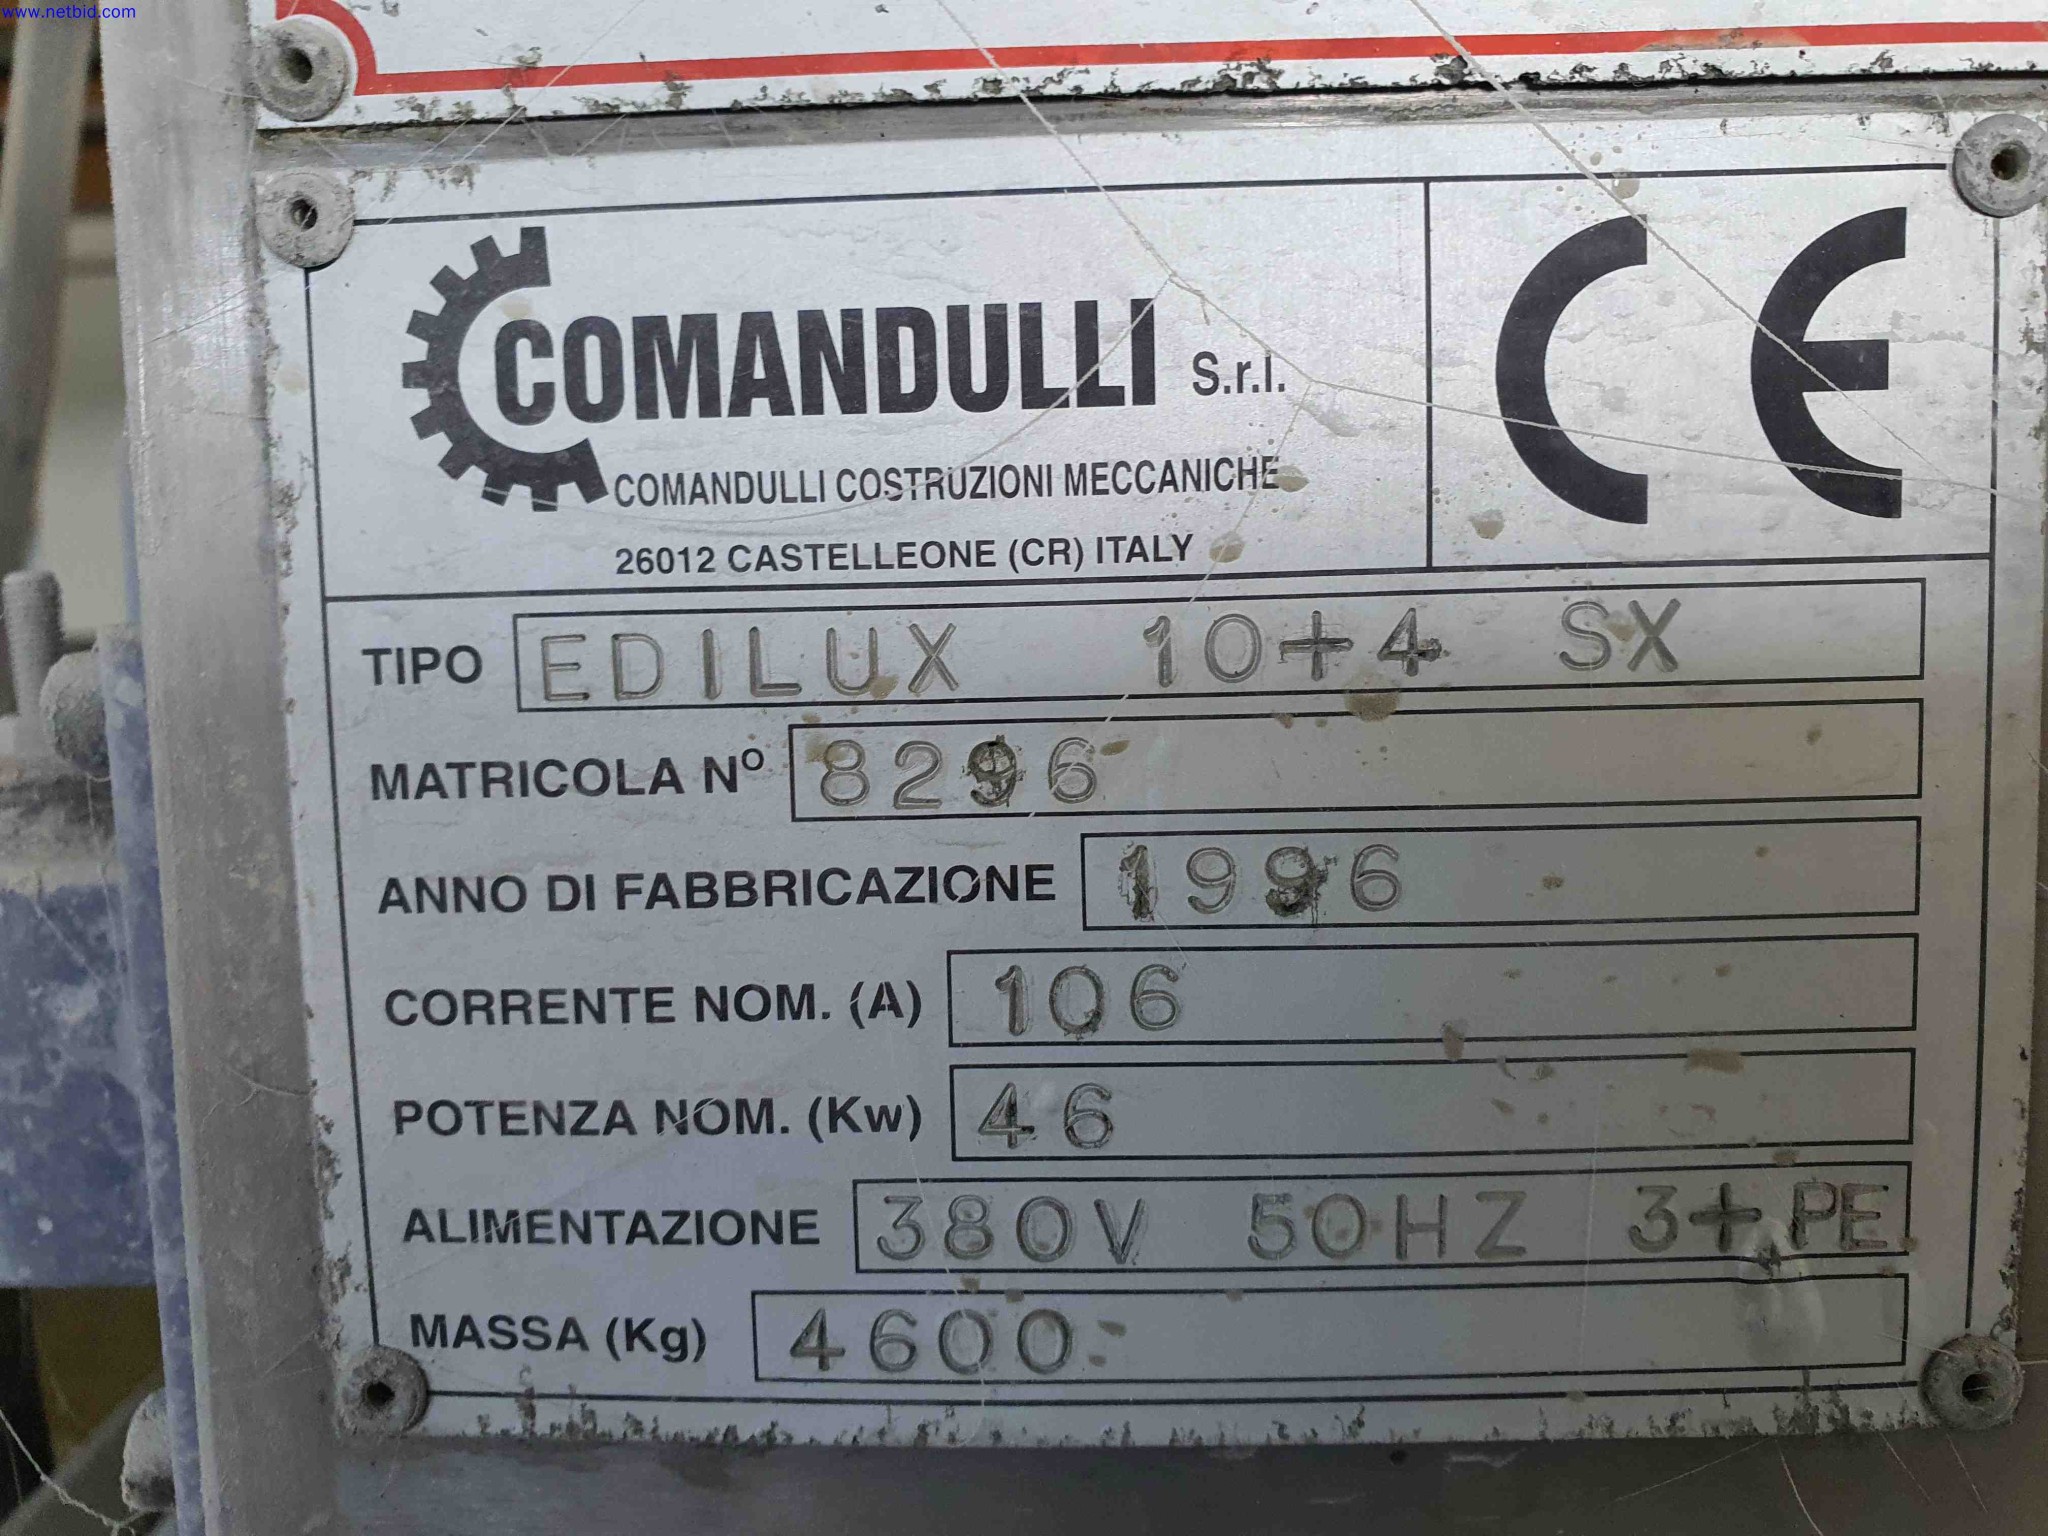 www.netbid.com
COMANDULLI S.r.l.
CE
COMANDULLI COSTRUZIONI MECCANICHE
26012 CASTELLEONE (CR) ITALY
TIPO EDILUX 10+4 SX
MATRICOLA N° 8296
ANNO DI FABBRICAZIONE 1996
CORRENTE NOM. (A) 106
POTENZA NOM. (Kw) 46
ALIMENTAZIONE 380V 50HZ 3+PE
MASSA (Kg) 4600